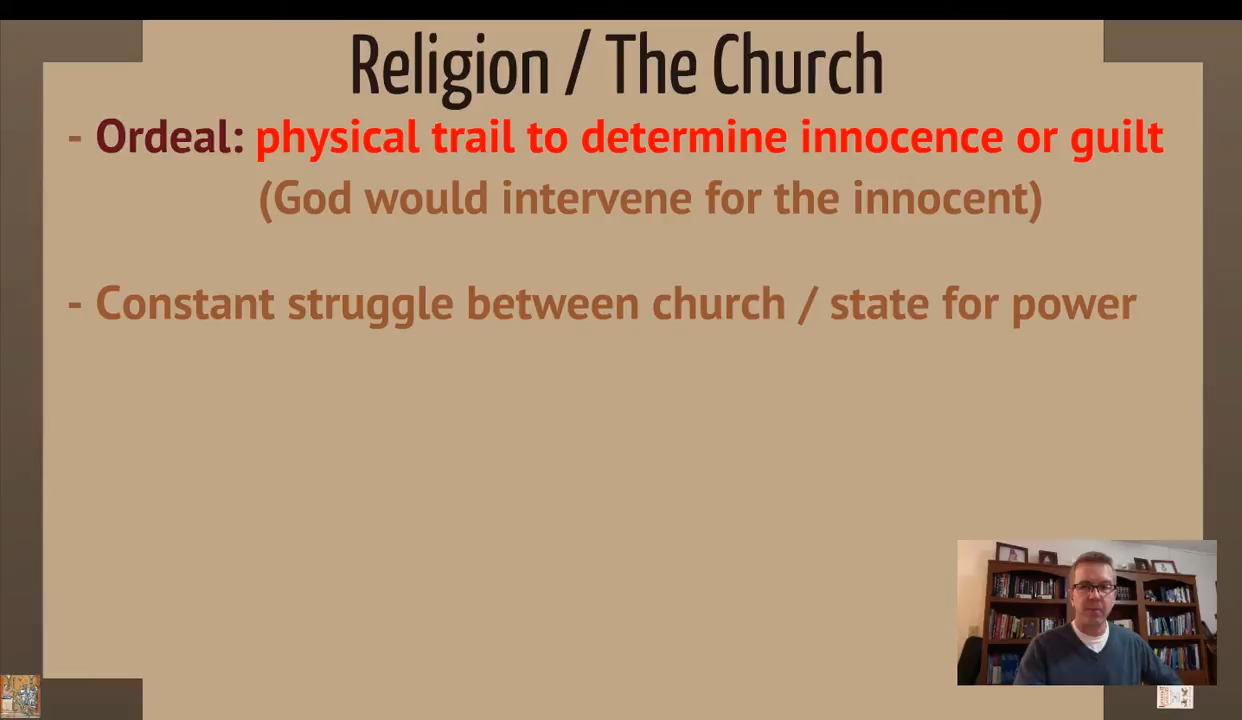 Religion / The Church
- Ordeal: physical trail to determine innocence or guilt
(God would intervene for the innocent)
- Constant struggle between church / state for power